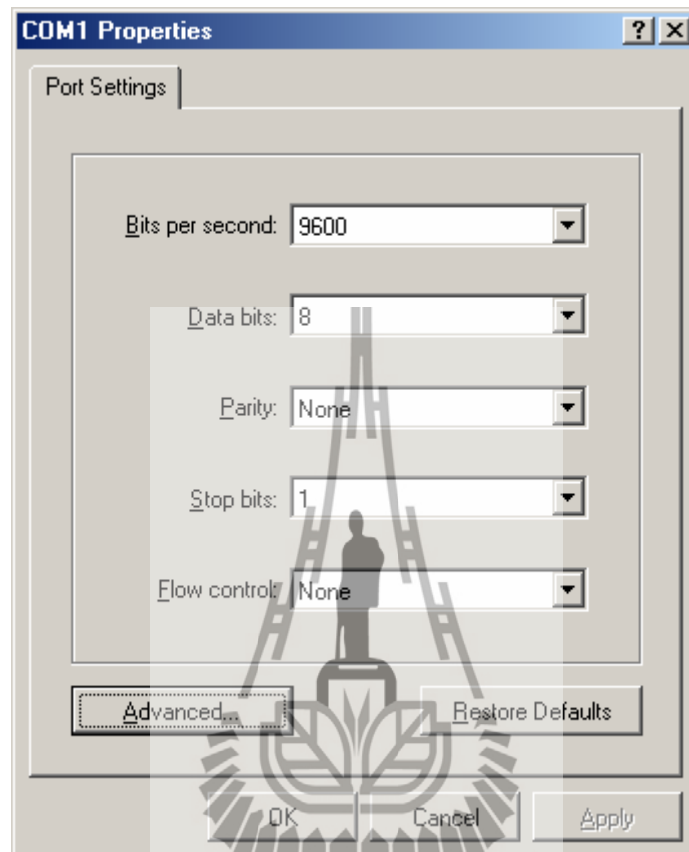 COM1 Properties
Port Settings
Bits per second: 9600
Data bits: 8
Parity: None
Stop bits: 1
Flow control: None
Advanced... Restore Defaults
OK Cancel Apply